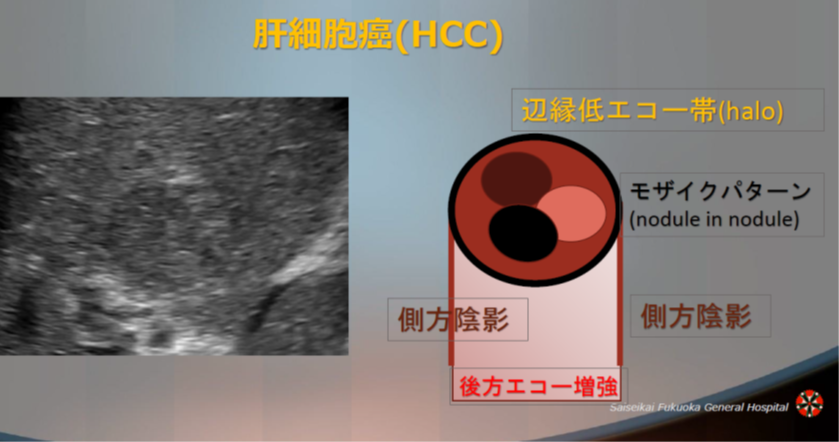 肝細胞癌(HCC)
辺縁低エコー帯(halo)
モザイクパターン
(nodule in nodule)
側方陰影
側方陰影
後方エコー増強
Saiseikai Fukuoka General Hospital